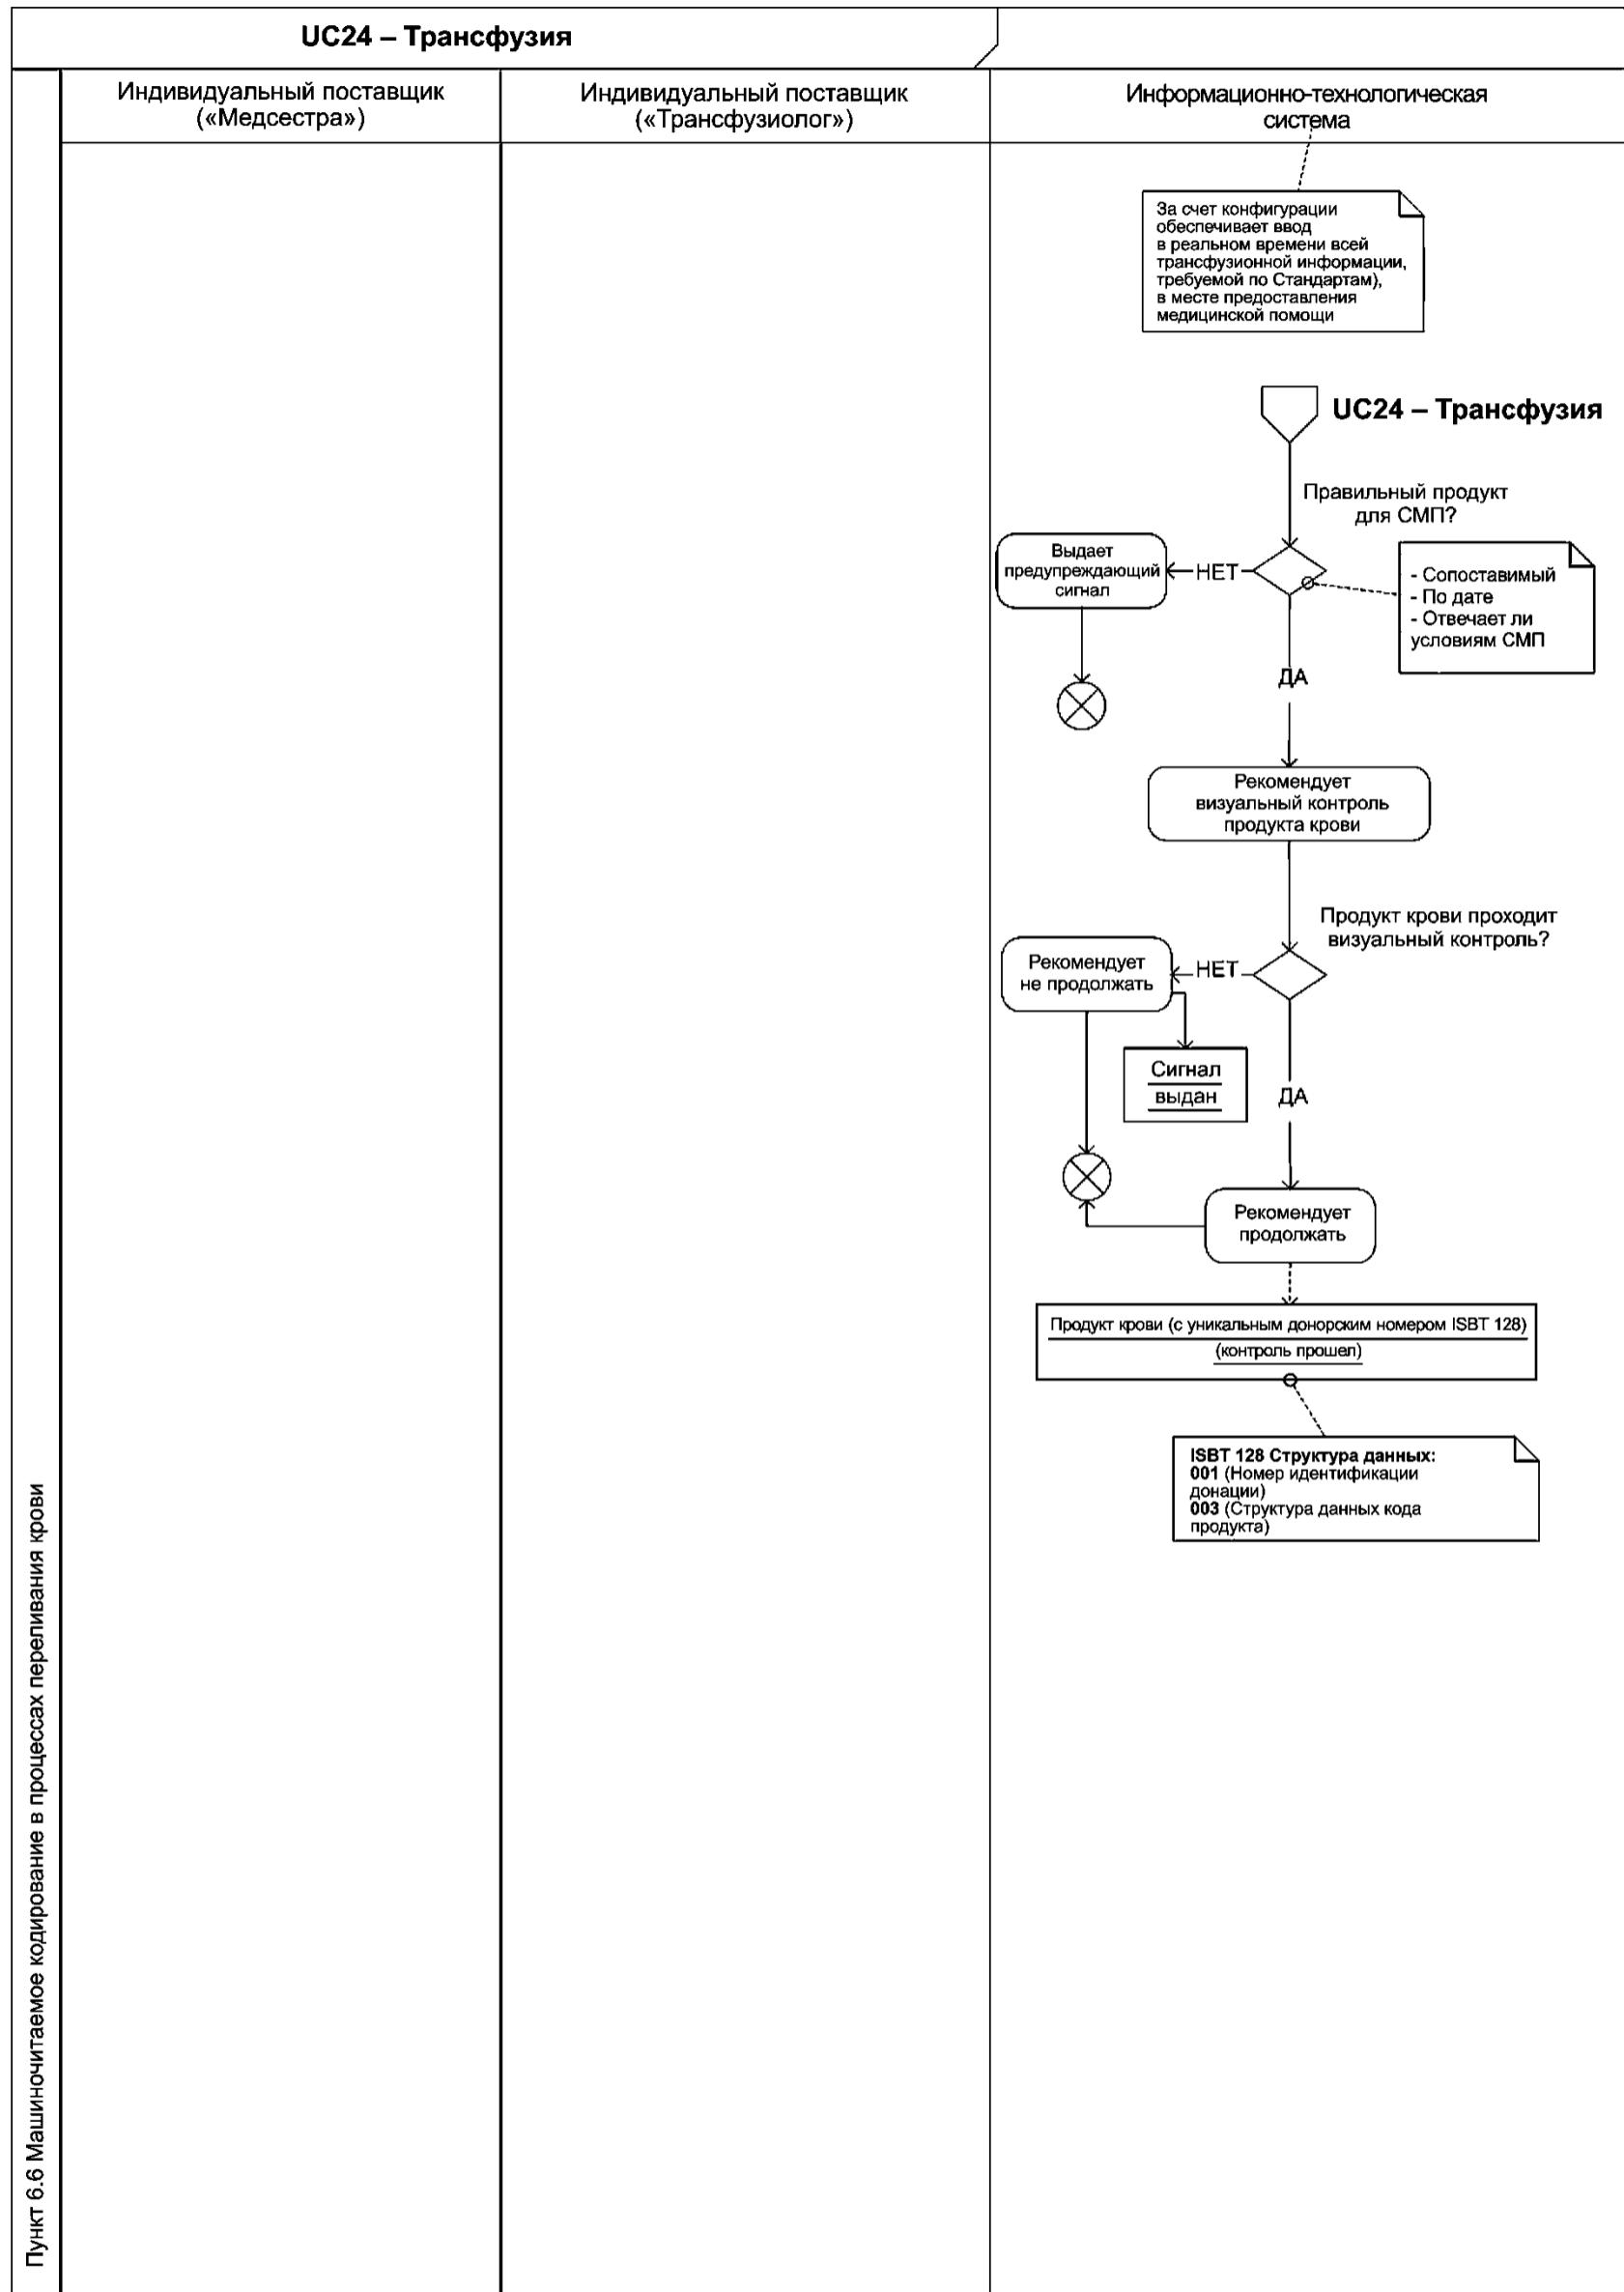 UC24 – Трансфузия
Индивидуальный поставщик
(«Медсестра»)
Индивидуальный поставщик
(«Трансфузиолог»)
Информационно-технологическая
система
За счет конфигурации
обеспечивает ввод
в реальном времени всей
трансфузионной информации,
требуемой по Стандартам),
в месте предоставления
медицинской помощи
UC24 – Трансфузия
Правильный продукт
для СМП?
Выдает
предупреждающий
сигнал
НЕТ
- Сопоставимый
- По дате
- Отвечает ли
условиям СМП
ДА
Рекомендует
визуальный контроль
продукта крови
Продукт крови проходит
визуальный контроль?
Рекомендует
не продолжать
НЕТ
Сигнал
выдан
ДА
Рекомендует
продолжать
Продукт крови (с уникальным донорским номером ISBT 128)
(контроль прошел)
ISBT 128 Структура данных:
001 (Номер идентификации
донации)
003 (Структура данных кода
продукта)
Пункт 6.6 Машиночитаемое кодирование в процессах переливания крови